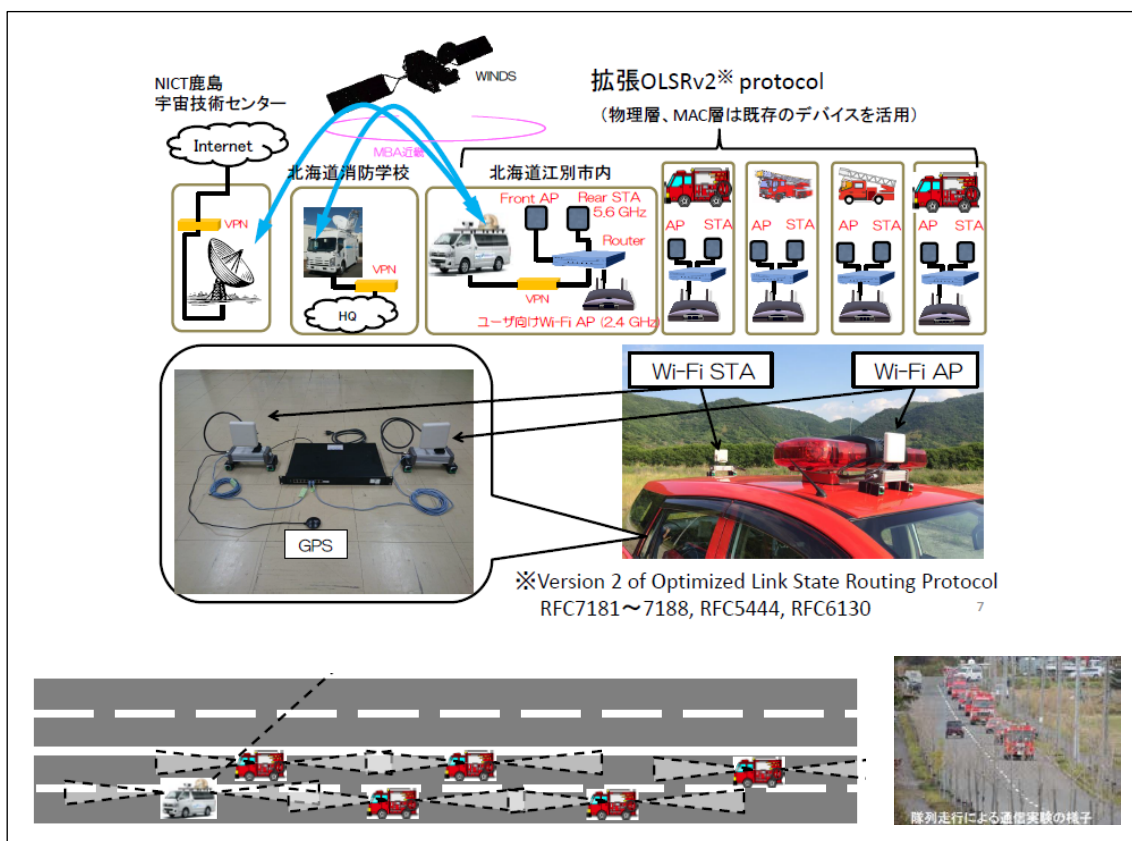 WINDS
NICT鹿島
宇宙技術センター
拡張OLSRv2※ protocol
(物理層、MAC層は既存のデバイスを活用)
Internet
MBA近畿
北海道消防学校
北海道江別市内
VPN
Front AP
Rear STA
5.6 GHz
Router
VPN
HQ
VPN
ユーザ向けWi-Fi AP (2.4 GHz)
AP STA
AP STA
AP STA
AP STA
Wi-Fi STA
Wi-Fi AP
GPS
※Version 2 of Optimized Link State Routing Protocol
RFC7181~7188, RFC5444, RFC6130
7
隊列走行による通信実験の様子